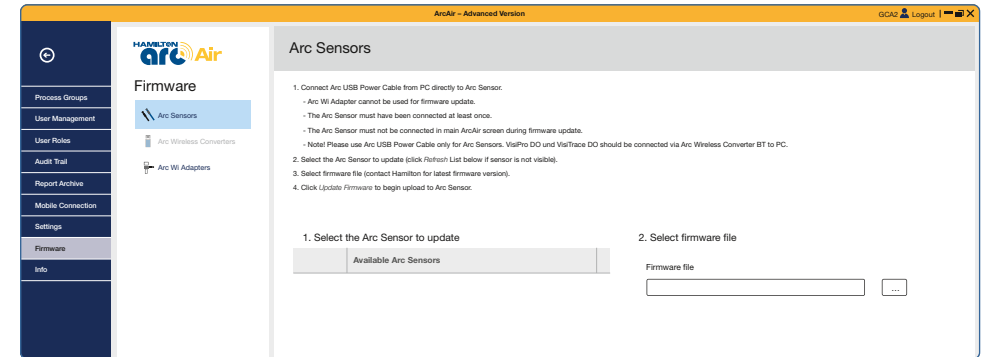 ArcAir – Advanced Version
GCA2 Logout
HAMILTON
arc Air
Arc Sensors
Process Groups
User Management
User Roles
Audit Trail
Report Archive
Mobile Connection
Settings
Firmware
Info
Firmware
Arc Sensors
Arc Wireless Converters
Arc Wi Adapters
1. Connect Arc USB Power Cable from PC directly to Arc Sensor.
- Arc Wi Adapter cannot be used for firmware update.
- The Arc Sensor must have been connected at least once.
- The Arc Sensor must not be connected in main ArcAir screen during firmware update.
- Note! Please use Arc USB Power Cable only for Arc Sensors. VisiPro DO und VisiTrace DO should be connected via Arc Wireless Converter BT to PC.
2. Select the Arc Sensor to update (click Refresh List below if sensor is not visible).
3. Select firmware file (contact Hamilton for latest firmware version).
4. Click Update Firmware to begin upload to Arc Sensor.
1. Select the Arc Sensor to update
Available Arc Sensors
2. Select firmware file
Firmware file
...